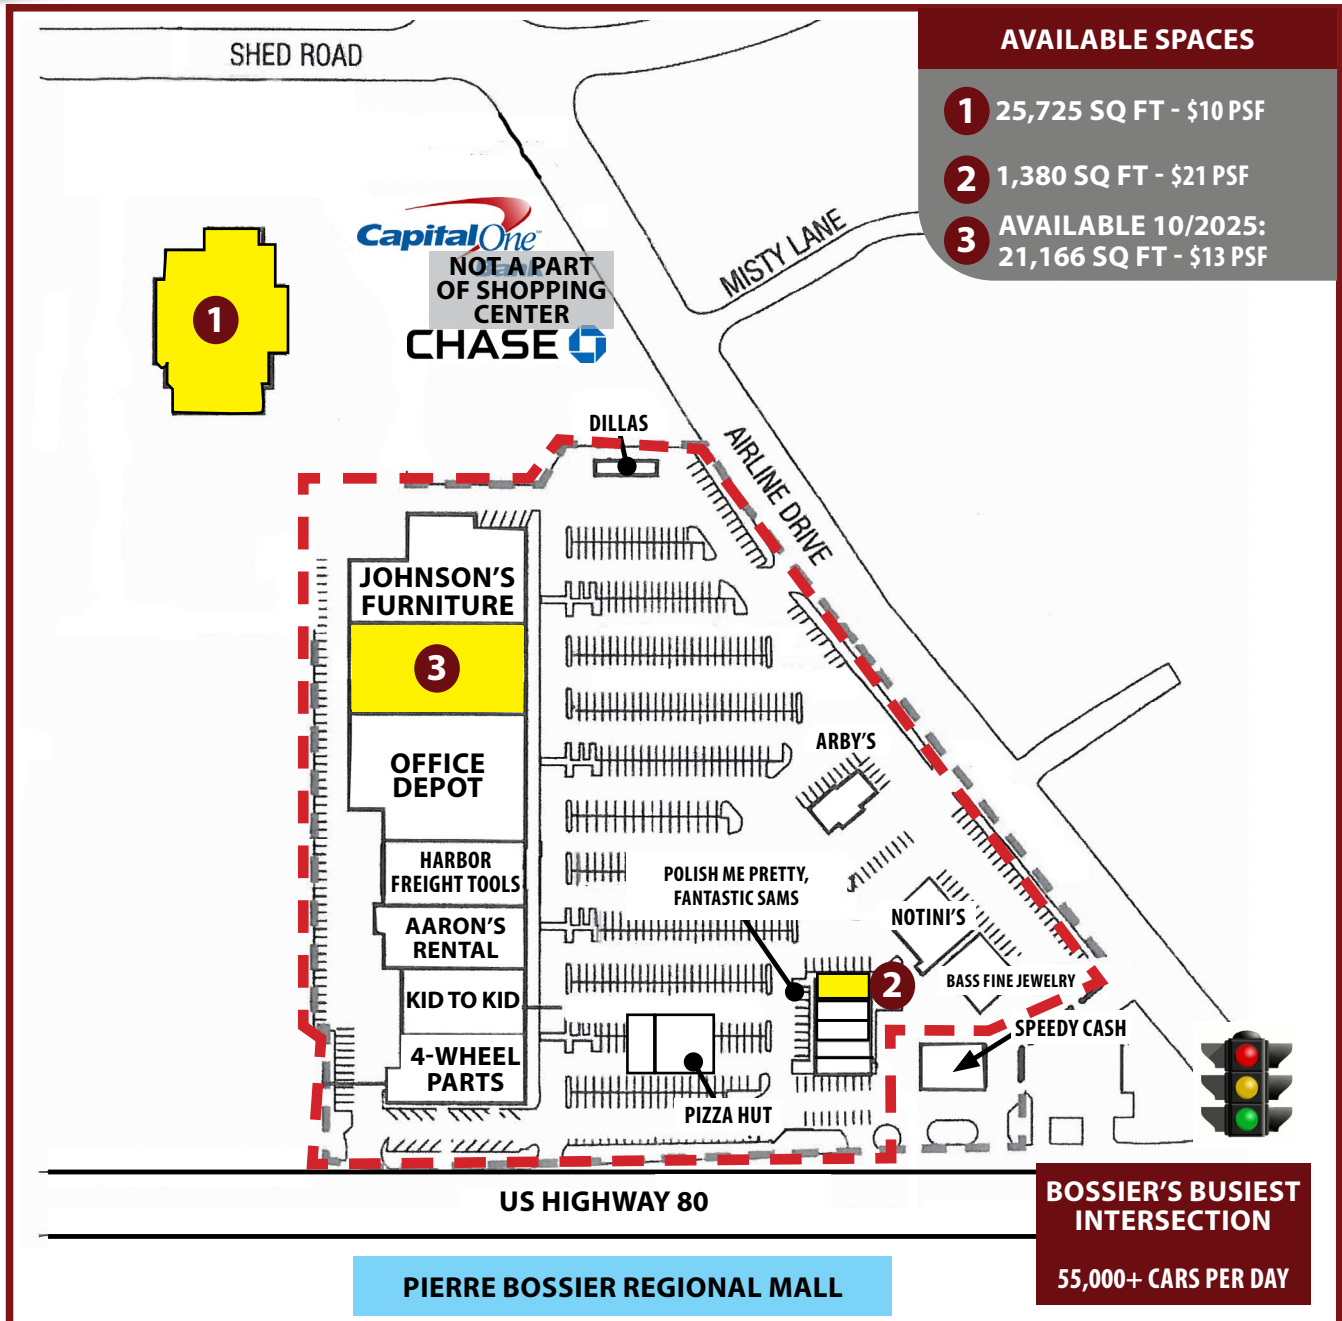 SHED ROAD
AVAILABLE SPACES
1 25,725 SQ FT - $10 PSF
2 1,380 SQ FT - $21 PSF
3 AVAILABLE 10/2025:
21,166 SQ FT - $13 PSF
MISTY LANE
CapitalOne
Bank
NOT A PART
OF SHOPPING
CENTER
CHASE
1
DILLAS
AIRLINE DRIVE
JOHNSON'S
FURNITURE
3
OFFICE
DEPOT
ARBY'S
HARBOR
FREIGHT TOOLS
POLISH ME PRETTY,
FANTASTIC SAMS
NOTINI'S
AARON'S
RENTAL
BASS FINE JEWELRY
2
KID TO KID
SPEEDY CASH
4-WHEEL
PARTS
PIZZA HUT
US HIGHWAY 80
BOSSIER'S BUSIEST
INTERSECTION
55,000+ CARS PER DAY
PIERRE BOSSIER REGIONAL MALL